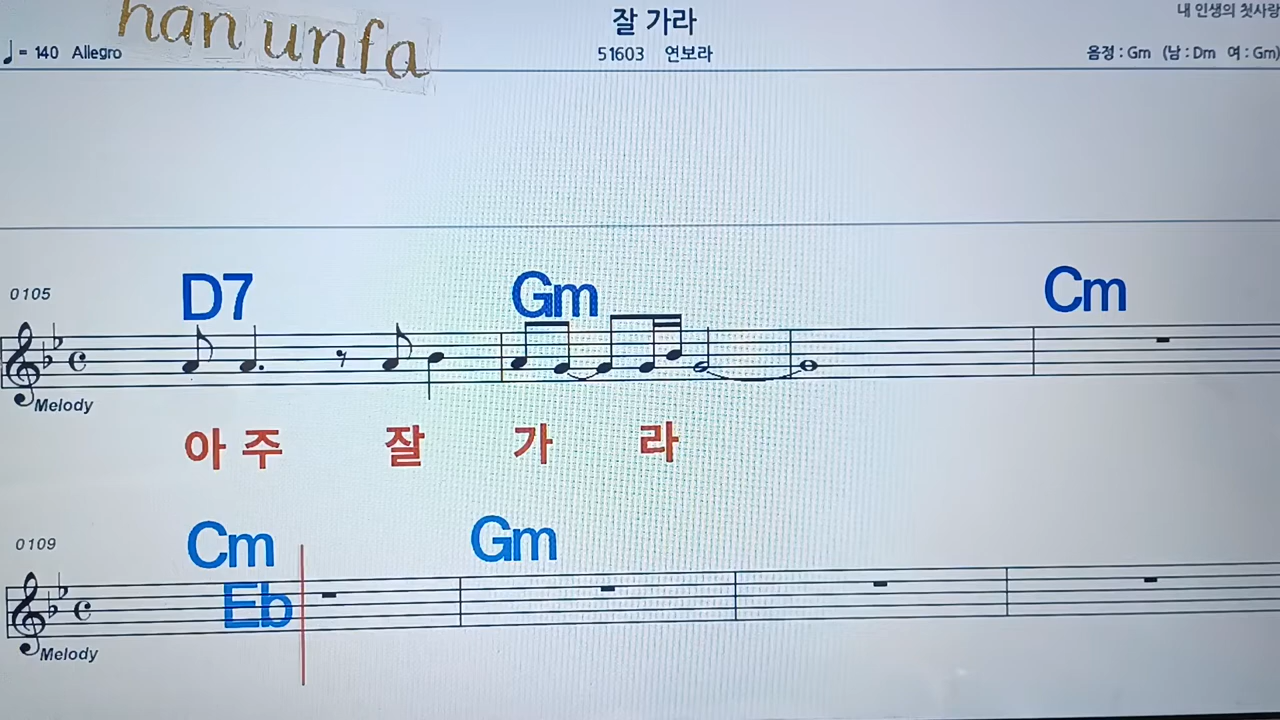 han unfa
잘 가라
내 인생의 첫사랑
♩= 140 Allegro
51603 연보라
음정 : Gm (남 : Dm 여 : Gm)
D7 Gm Cm
0105
Melody
아 주 잘 가 라
0109
Cm Gm
Eb
Melody